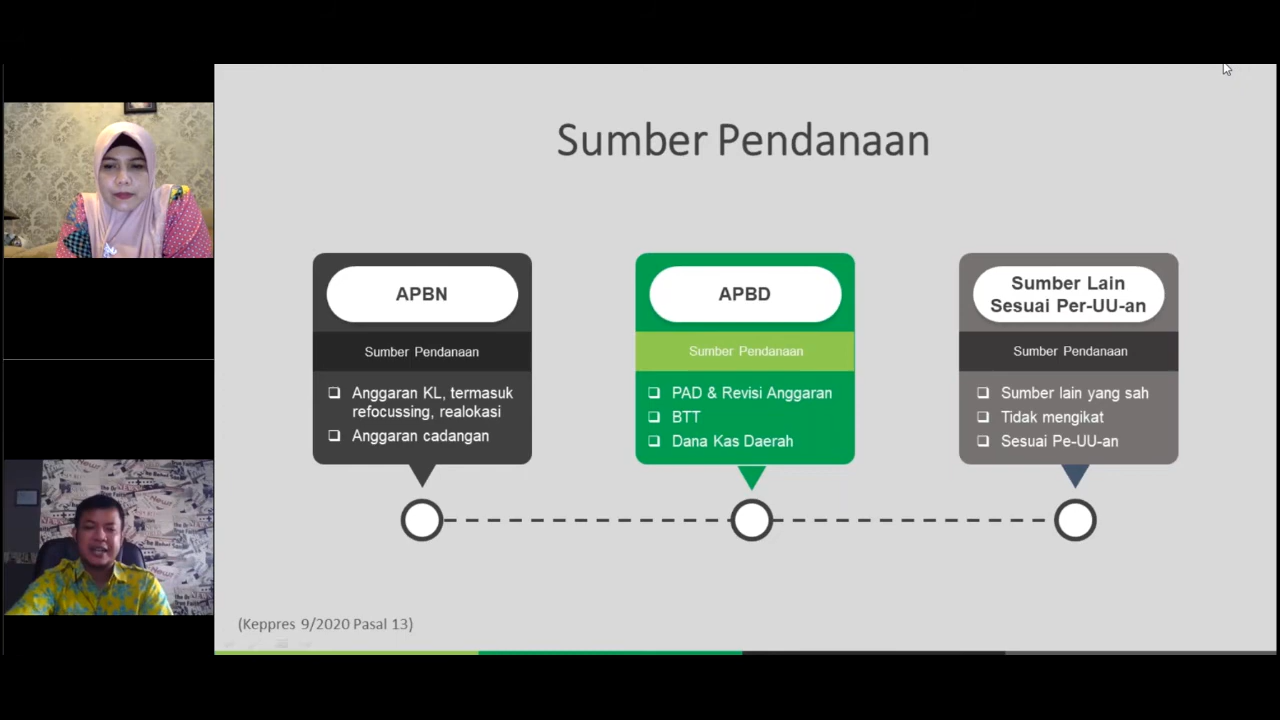 Sumber Pendanaan
APBN
Sumber Pendanaan
Anggaran KL, termasuk
refocussing, realokasi
Anggaran cadangan
APBD
Sumber Pendanaan
PAD & Revisi Anggaran
BTT
Dana Kas Daerah
Sumber Lain
Sesuai Per-UU-an
Sumber Pendanaan
Sumber lain yang sah
Tidak mengikat
Sesuai Pe-UU-an
(Keppres 9/2020 Pasal 13)